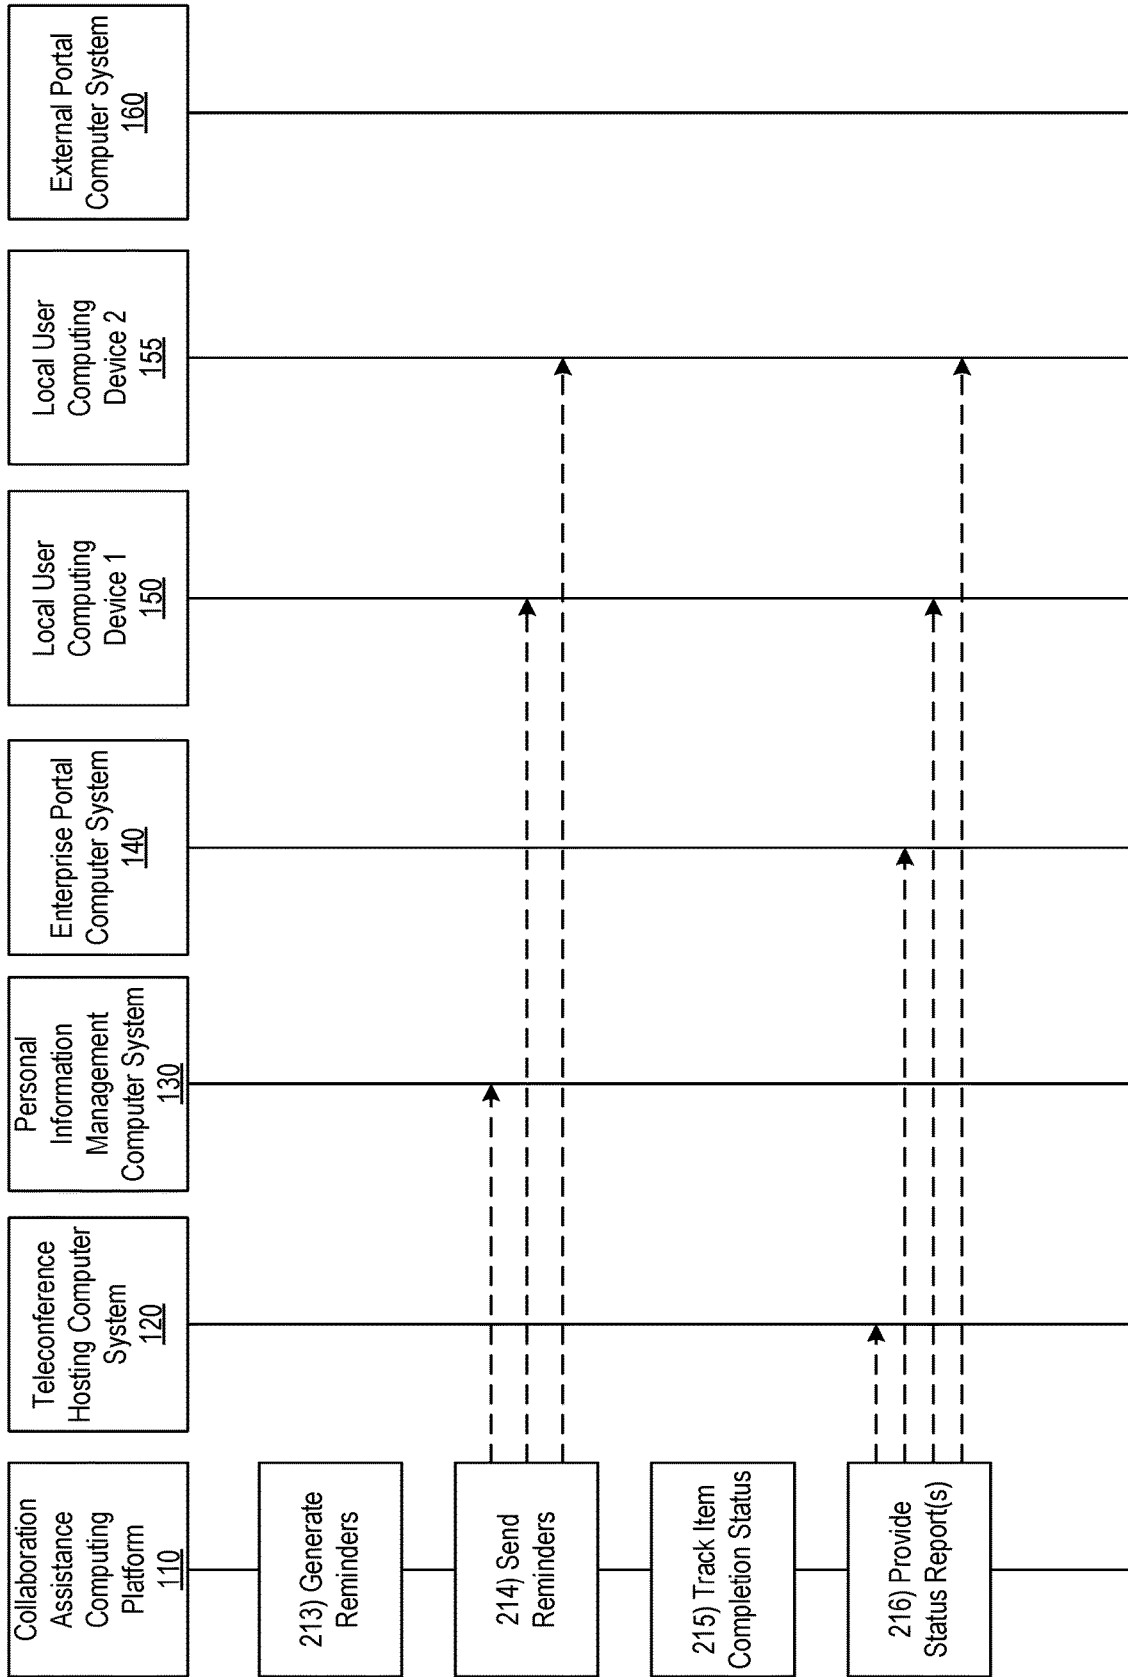 Collaboration
Assistance
Computing
Platform
110
Teleconference
Hosting Computer
System
120
Personal
Information
Management
Computer System
130
Enterprise Portal
Computer System
140
Local User
Computing
Device 1
150
Local User
Computing
Device 2
155
External Portal
Computer System
160
213) Generate
Reminders
214) Send
Reminders
215) Track Item
Completion Status
216) Provide
Status Report(s)